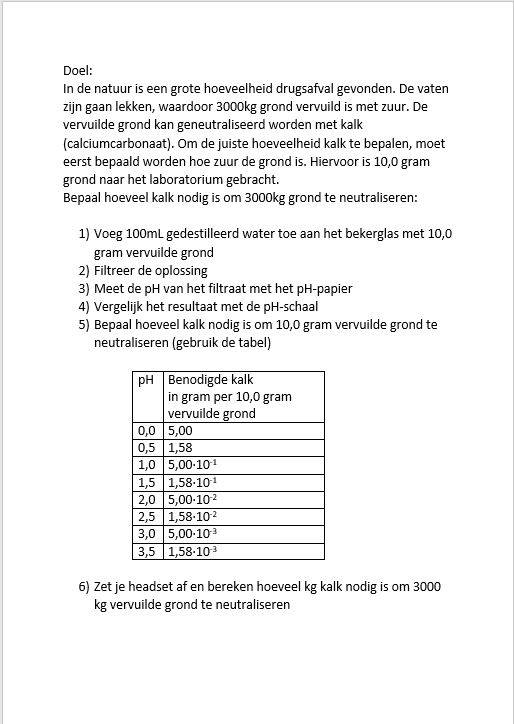 Doel:
In de natuur is een grote hoeveelheid drugsafval gevonden. De vaten
zijn gaan lekken, waardoor 3000kg grond vervuild is met zuur. De
vervuilde grond kan geneutraliseerd worden met kalk
(calciumcarbonaat). Om de juiste hoeveelheid kalk te bepalen, moet
eerst bepaald worden hoe zuur de grond is. Hiervoor is 10,0 gram
grond naar het laboratorium gebracht.
Bepaal hoeveel kalk nodig is om 3000kg grond te neutraliseren:
1) Voeg 100mL gedestilleerd water toe aan het bekerglas met 10,0
gram vervuilde grond
2) Filtreer de oplossing
3) Meet de pH van het filtraat met het pH-papier
4) Vergelijk het resultaat met de pH-schaal
5) Bepaal hoeveel kalk nodig is om 10,0 gram vervuilde grond te
neutraliseren (gebruik de tabel)
pH Benodigde kalk
in gram per 10,0 gram
vervuilde grond
0,0 5,00
0,5 1,58
1,0 5,00·10⁻¹
1,5 1,58·10⁻¹
2,0 5,00·10⁻²
2,5 1,58·10⁻²
3,0 5,00·10⁻³
3,5 1,58·10⁻³
6) Zet je headset af en bereken hoeveel kg kalk nodig is om 3000
kg vervuilde grond te neutraliseren